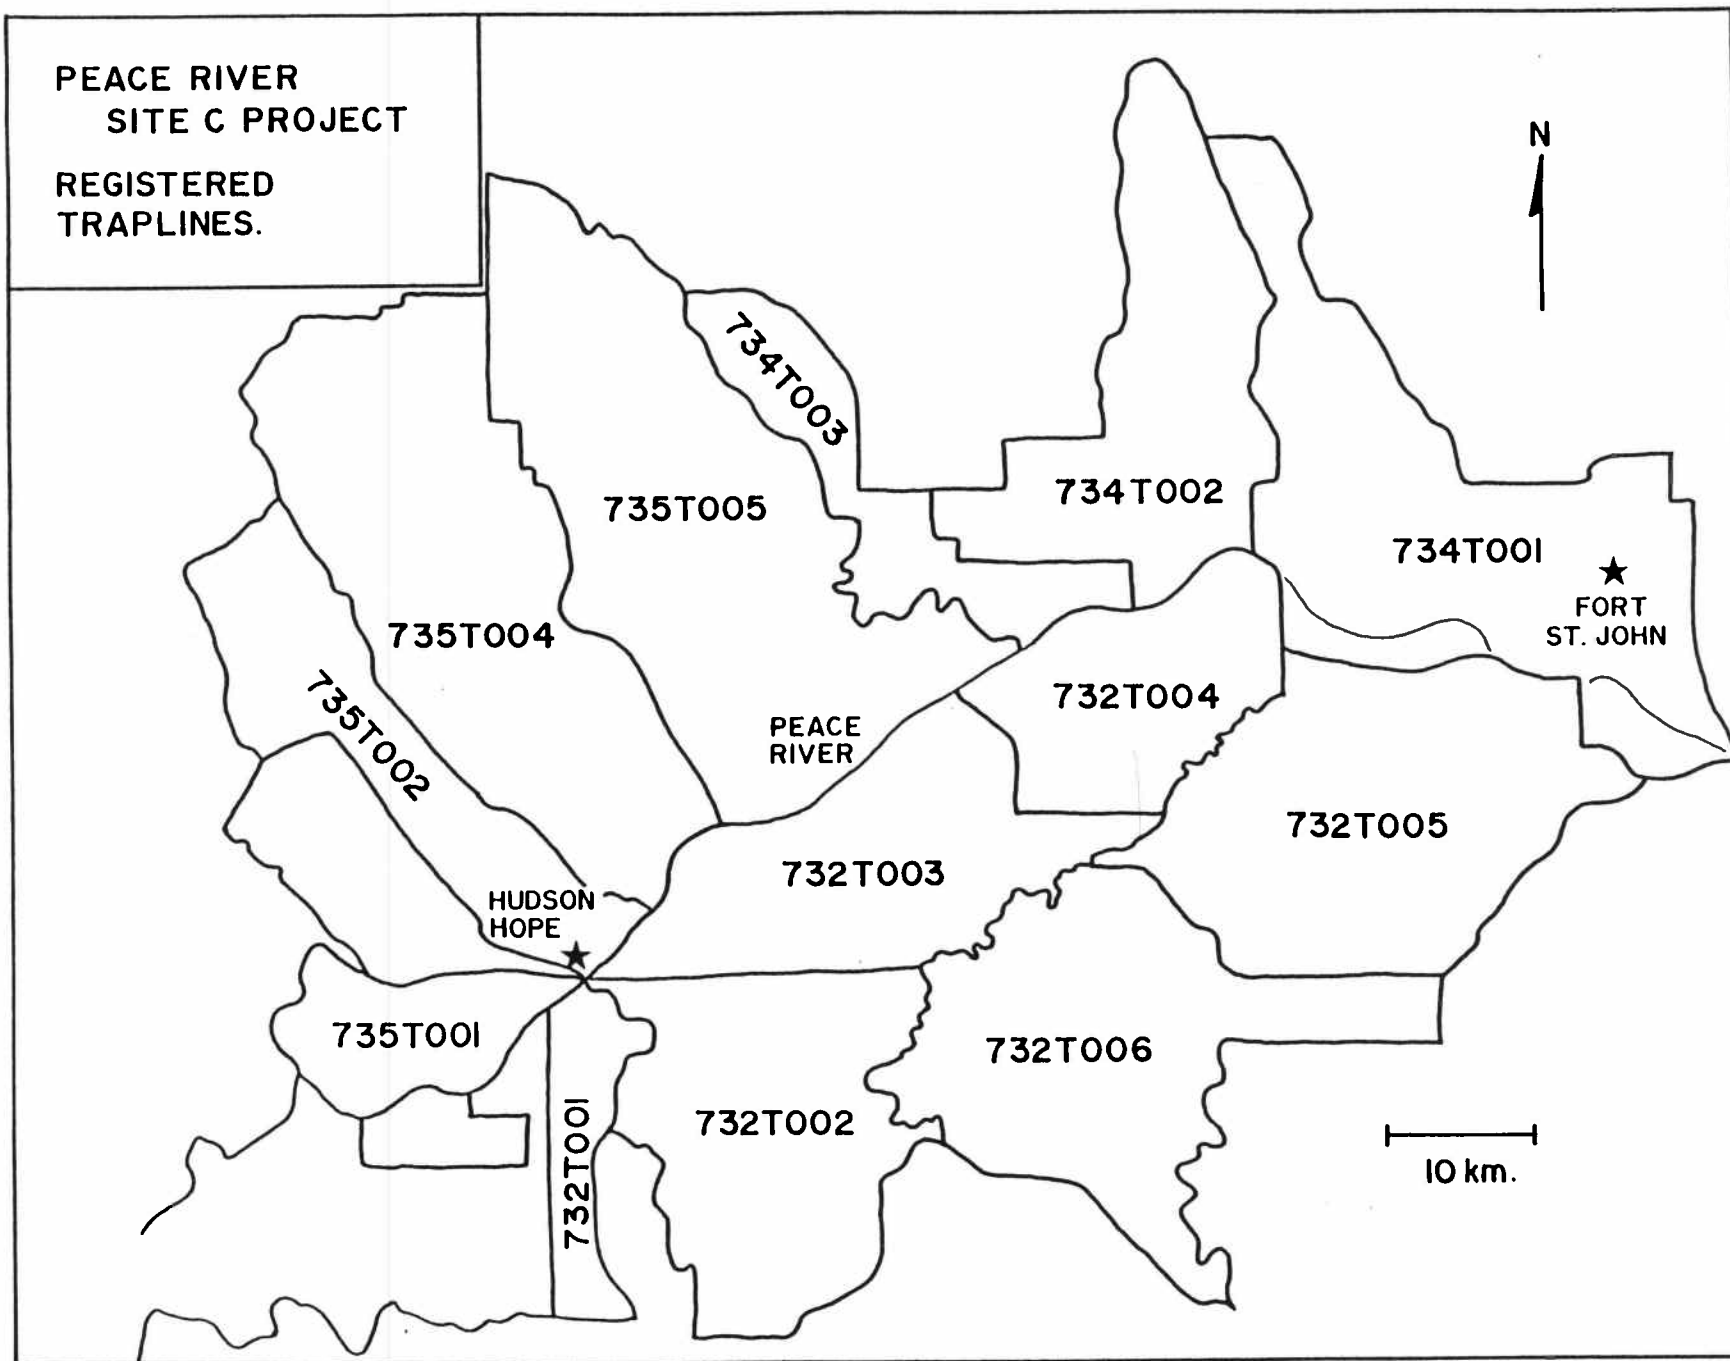 PEACE RIVER
SITE C PROJECT
REGISTERED
TRAPLINES.
N
734T003
735T005
734T002
734T001
FORT
ST. JOHN
735T004
735T002
732T004
PEACE
RIVER
732T005
732T003
HUDSON
HOPE
735T001
732T006
732T002
732T001
10 km.